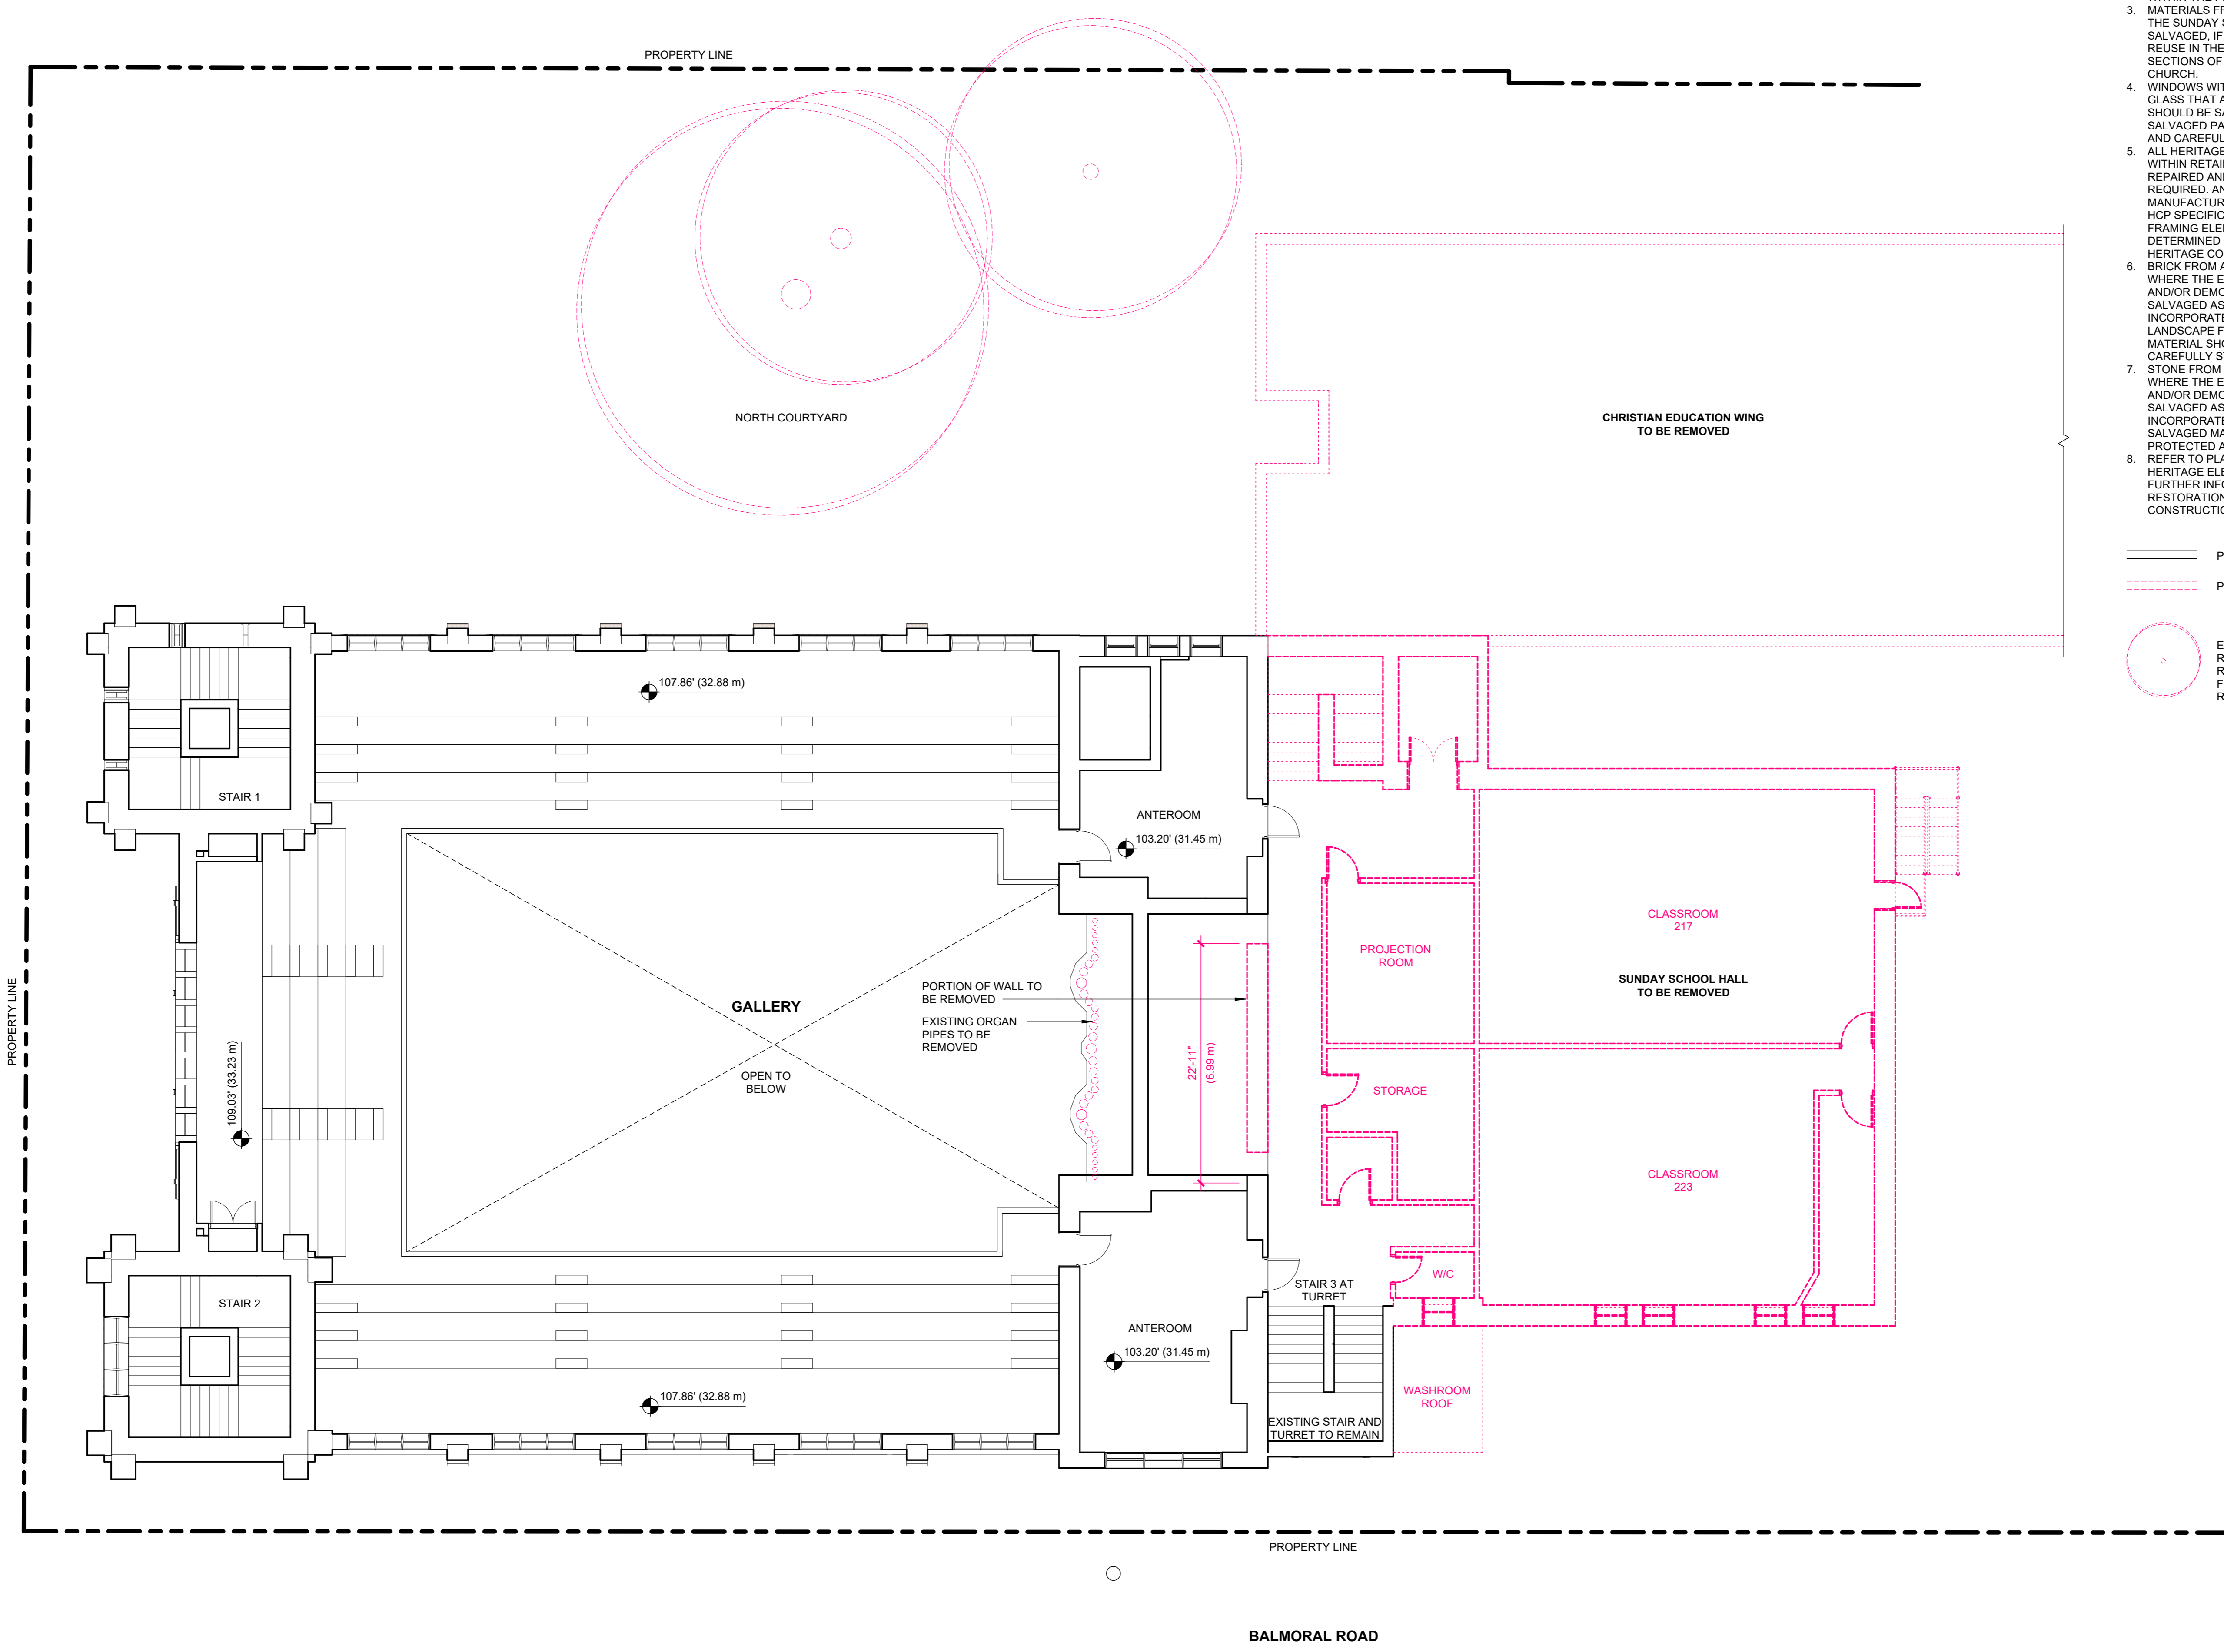 PROPERTY LINE
NORTH COURTYARD
CHRISTIAN EDUCATION WING
TO BE REMOVED
107.86' (32.88 m)
STAIR 1
ANTEROOM
103.20' (31.45 m)
CLASSROOM
217
PROJECTION
ROOM
SUNDAY SCHOOL HALL
TO BE REMOVED
PORTION OF WALL TO
BE REMOVED
GALLERY
EXISTING ORGAN
PIPES TO BE
REMOVED
PROPERTY LINE
109.03' (33.23 m)
22'-11"
(6.99 m)
OPEN TO
BELOW
STORAGE
CLASSROOM
223
W/C
STAIR 3 AT
TURRET
STAIR 2
ANTEROOM
103.20' (31.45 m)
107.86' (32.88 m)
WASHROOM
ROOF
EXISTING STAIR AND
TURRET TO REMAIN
PROPERTY LINE
BALMORAL ROAD
3. MATERIALS FR
THE SUNDAY S
SALVAGED, IF
REUSE IN THE
SECTIONS OF
CHURCH.
4. WINDOWS WIT
GLASS THAT A
SHOULD BE SA
SALVAGED PA
AND CAREFUL
5. ALL HERITAGE
WITHIN RETAI
REPAIRED AN
REQUIRED. AN
MANUFACTUR
HCP SPECIFIC
FRAMING ELE
DETERMINED
HERITAGE CO
6. BRICK FROM A
WHERE THE E
AND/OR DEMO
SALVAGED AS
INCORPORATE
LANDSCAPE F
MATERIAL SHO
CAREFULLY ST
7. STONE FROM
WHERE THE E
AND/OR DEMO
SALVAGED AS
INCORPORATE
SALVAGED MA
PROTECTED A
8. REFER TO PLA
HERITAGE ELE
FURTHER INFO
RESTORATION
CONSTRUCTIO
P
P
E
R
R
F
R